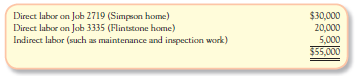 Direct labor on Job 2719 (Simpson home) $30,000
Direct labor on Job 3335 (Flintstone home) 20,000
Indirect labor (such as maintenance and inspection work) 5,000
$55,000